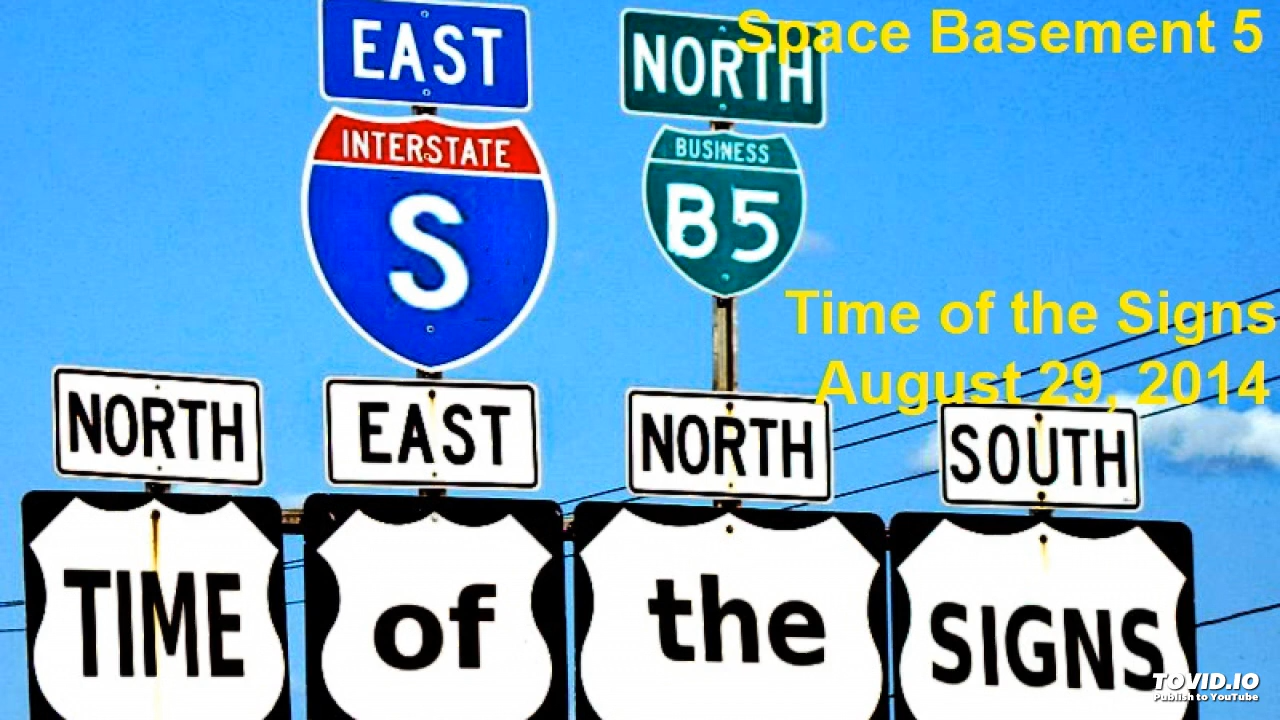 EAST
NORTH
Space Basement 5
INTERSTATE
S
BUSINESS
B5
Time of the Signs
August 29, 2014
NORTH
EAST
NORTH
SOUTH
TIME
of
the
SIGNS
TOVID.IO
Publish to YouTube